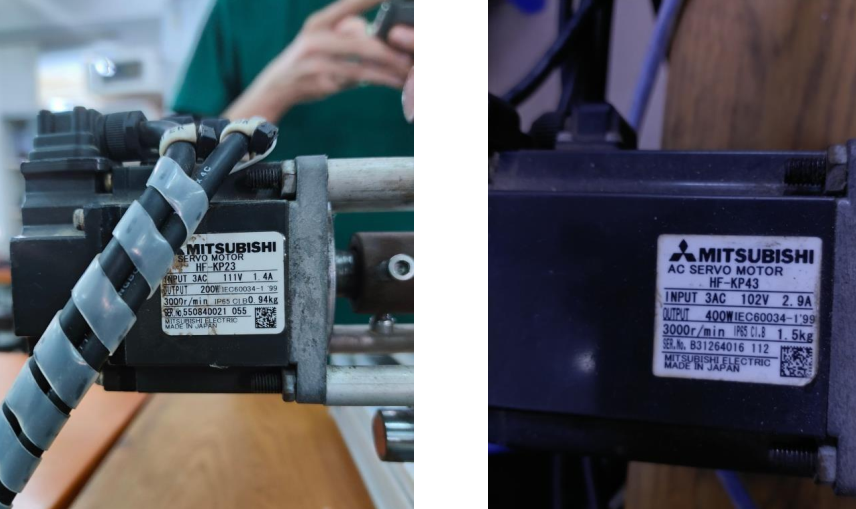 MITSUBISHI
SERVO MOTOR
HF-KP23
INPUT 3AC 111V 1.4A
OUTPUT 200W IEC60034-1'99
3000r/min IP65 Cl.B 0.94kg
SER.No.550840021 055
MITSUBISHI ELECTRIC
MADE IN JAPAN
MITSUBISHI
AC SERVO MOTOR
HF-KP43
INPUT 3AC 102V 2.9A
OUTPUT 400W IEC60034-1'99
3000r/min IP65 Cl.B 1.5kg
SER.No. B31264016 112
MITSUBISHI ELECTRIC
MADE IN JAPAN